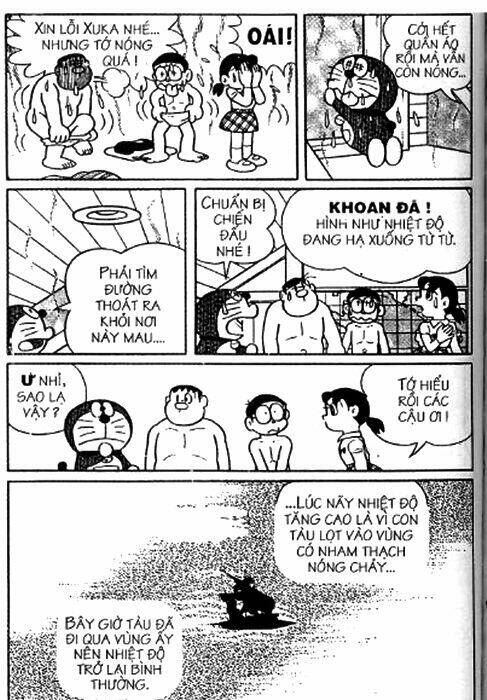 XIN LỖI XUKA NHÉ...
NHƯNG TỚ NÓNG
QUÁ!
OÁI!
CỞI HẾT
QUẦN ÁO
RỒI MÀ VẪN
CÒN NÓNG...
PHẢI TÌM
ĐƯỜNG
THOÁT RA
KHỎI NƠI
NÀY MAU....
CHUẨN BỊ
CHIẾN
ĐẤU
NHÉ!
KHOAN ĐÃ!
HÌNH NHƯ NHIỆT ĐỘ
ĐANG HẠ XUỐNG TỪ TỪ.
Ừ NHỈ,
SAO LẠ
VẬY?
TỚ HIỂU
RỒI CÁC
CẬU ƠI!
...LÚC NÃY NHIỆT ĐỘ
TĂNG CAO LÀ VÌ CON
TÀU LỌT VÀO VÙNG
CÓ NHAM THẠCH
NÓNG CHẢY...
BÂY GIỜ TÀU ĐÃ
ĐI QUA VÙNG ẤY
NÊN NHIỆT ĐỘ
TRỞ LẠI BÌNH
THƯỜNG.